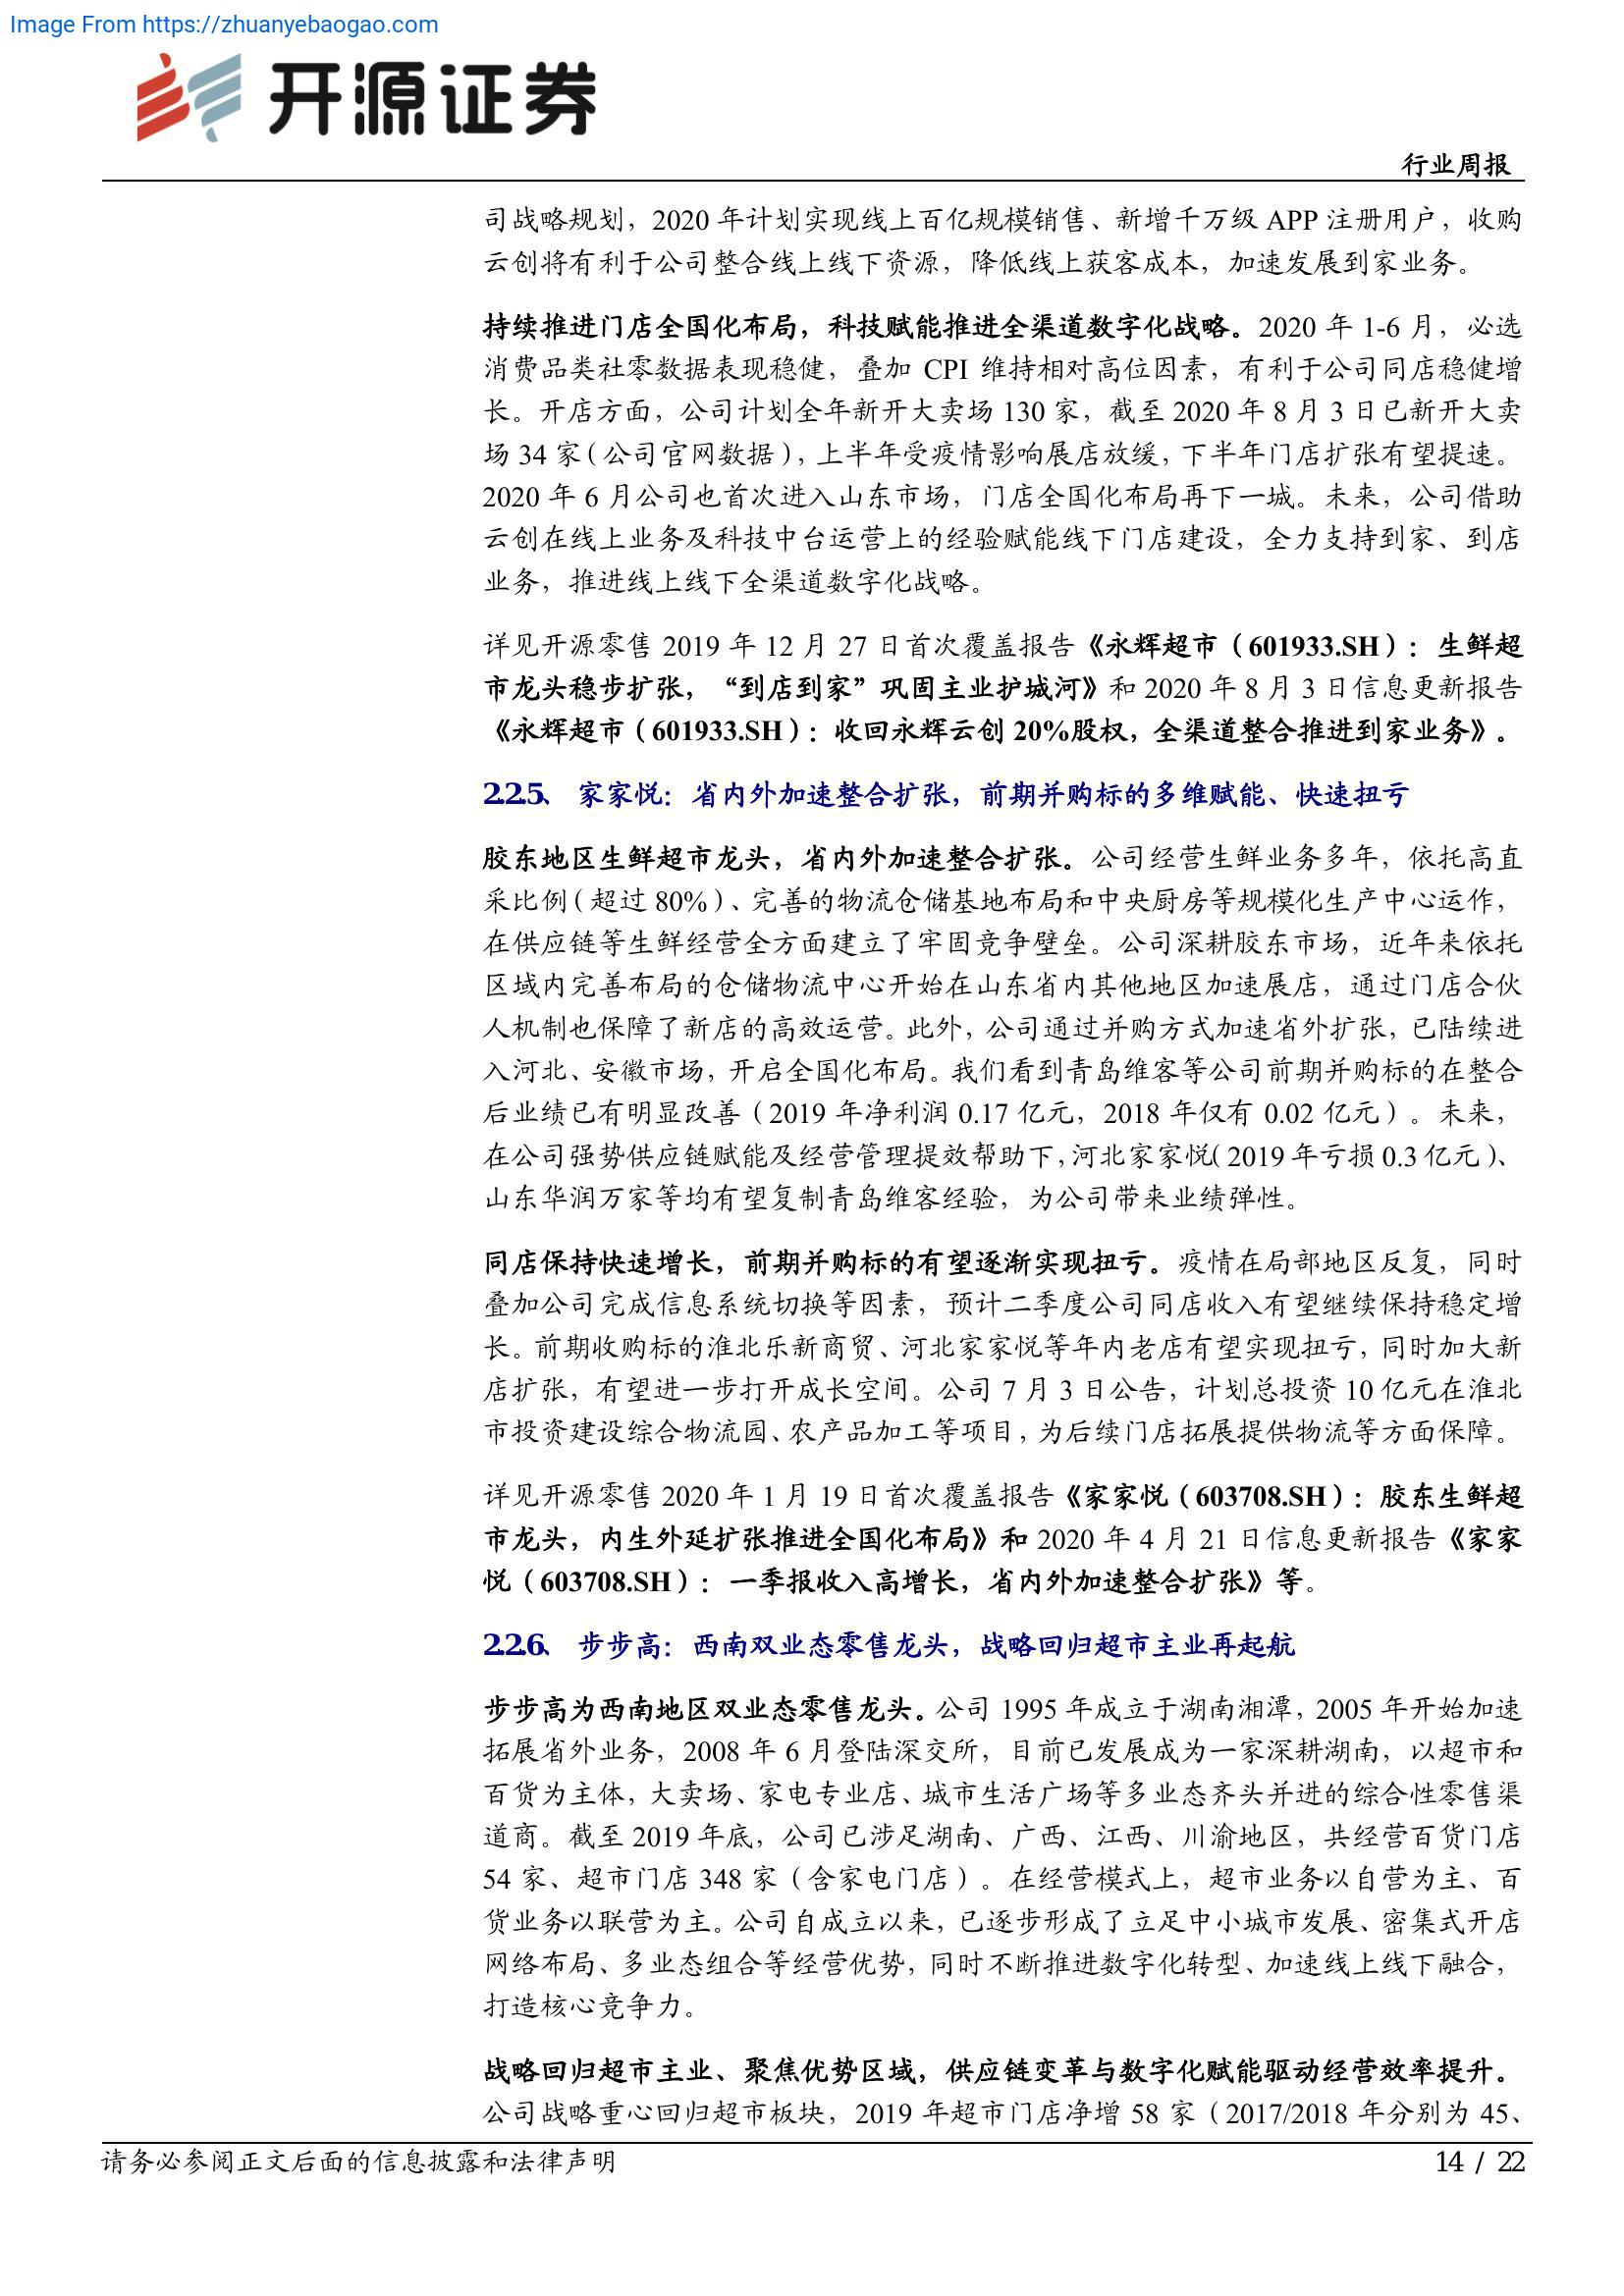 Image From https://zhuanyebaogao.com
开源证券
行业周报
司战略规划，2020 年计划实现线上百亿规模销售、新增千万级 APP 注册用户，收购
云创将有利于公司整合线上线下资源，降低线上获客成本，加速发展到家业务。
持续推进门店全国化布局，科技赋能推进全渠道数字化战略。2020 年 1-6 月，必选
消费品类社零数据表现稳健，叠加 CPI 维持相对高位因素，有利于公司同店稳健增
长。开店方面，公司计划全年新开大卖场 130 家，截至 2020 年 8 月 3 日已新开大卖
场 34 家（公司官网数据），上半年受疫情影响展店放缓，下半年门店扩张有望提速。
2020 年 6 月公司也首次进入山东市场，门店全国化布局再下一城。未来，公司借助
云创在线上业务及科技中台运营上的经验赋能线下门店建设，全力支持到家、到店
业务，推进线上线下全渠道数字化战略。
详见开源零售 2019 年 12 月 27 日首次覆盖报告《永辉超市（601933.SH）：生鲜超
市龙头稳步扩张，“到店到家”巩固主业护城河》和 2020 年 8 月 3 日信息更新报告
《永辉超市（601933.SH）：收回永辉云创 20%股权，全渠道整合推进到家业务》。
2.2.5、 家家悦：省内外加速整合扩张，前期并购标的多维赋能、快速扭亏
胶东地区生鲜超市龙头，省内外加速整合扩张。公司经营生鲜业务多年，依托高直
采比例（超过 80%）、完善的物流仓储基地布局和中央厨房等规模化生产中心运作，
在供应链等生鲜经营全方面建立了牢固竞争壁垒。公司深耕胶东市场，近年来依托
区域内完善布局的仓储物流中心开始在山东省内其他地区加速展店，通过门店合伙
人机制也保障了新店的高效运营。此外，公司通过并购方式加速省外扩张，已陆续进
入河北、安徽市场，开启全国化布局。我们看到青岛维客等公司前期并购标的在整合
后业绩已有明显改善（2019 年净利润 0.17 亿元，2018 年仅有 0.02 亿元）。未来，
在公司强势供应链赋能及经营管理提效帮助下，河北家家悦（2019 年亏损 0.3 亿元）、
山东华润万家等均有望复制青岛维客经验，为公司带来业绩弹性。
同店保持快速增长，前期并购标的有望逐渐实现扭亏。疫情在局部地区反复，同时
叠加公司完成信息系统切换等因素，预计二季度公司同店收入有望继续保持稳定增
长。前期收购标的淮北乐新商贸、河北家家悦等年内老店有望实现扭亏，同时加大新
店扩张，有望进一步打开成长空间。公司 7 月 3 日公告，计划总投资 10 亿元在淮北
市投资建设综合物流园、农产品加工等项目，为后续门店拓展提供物流等方面保障。
详见开源零售 2020 年 1 月 19 日首次覆盖报告《家家悦（603708.SH）：胶东生鲜超
市龙头，内生外延扩张推进全国化布局》和 2020 年 4 月 21 日信息更新报告《家家
悦（603708.SH）：一季报收入高增长，省内外加速整合扩张》等。
2.2.6、 步步高：西南双业态零售龙头，战略回归超市主业再起航
步步高为西南地区双业态零售龙头。公司 1995 年成立于湖南湘潭，2005 年开始加速
拓展省外业务，2008 年 6 月登陆深交所，目前已发展成为一家深耕湖南，以超市和
百货为主体，大卖场、家电专业店、城市生活广场等多业态齐头并进的综合性零售渠
道商。截至 2019 年底，公司已涉足湖南、广西、江西、川渝地区，共经营百货门店
54 家、超市门店 348 家（含家电门店）。在经营模式上，超市业务以自营为主、百
货业务以联营为主。公司自成立以来，已逐步形成了立足中小城市发展、密集式开店
网络布局、多业态组合等经营优势，同时不断推进数字化转型、加速线上线下融合，
打造核心竞争力。
战略回归超市主业、聚焦优势区域，供应链变革与数字化赋能驱动经营效率提升。
公司战略重心回归超市板块，2019 年超市门店净增 58 家（2017/2018 年分别为 45、
请务必参阅正文后面的信息披露和法律声明
14 / 22